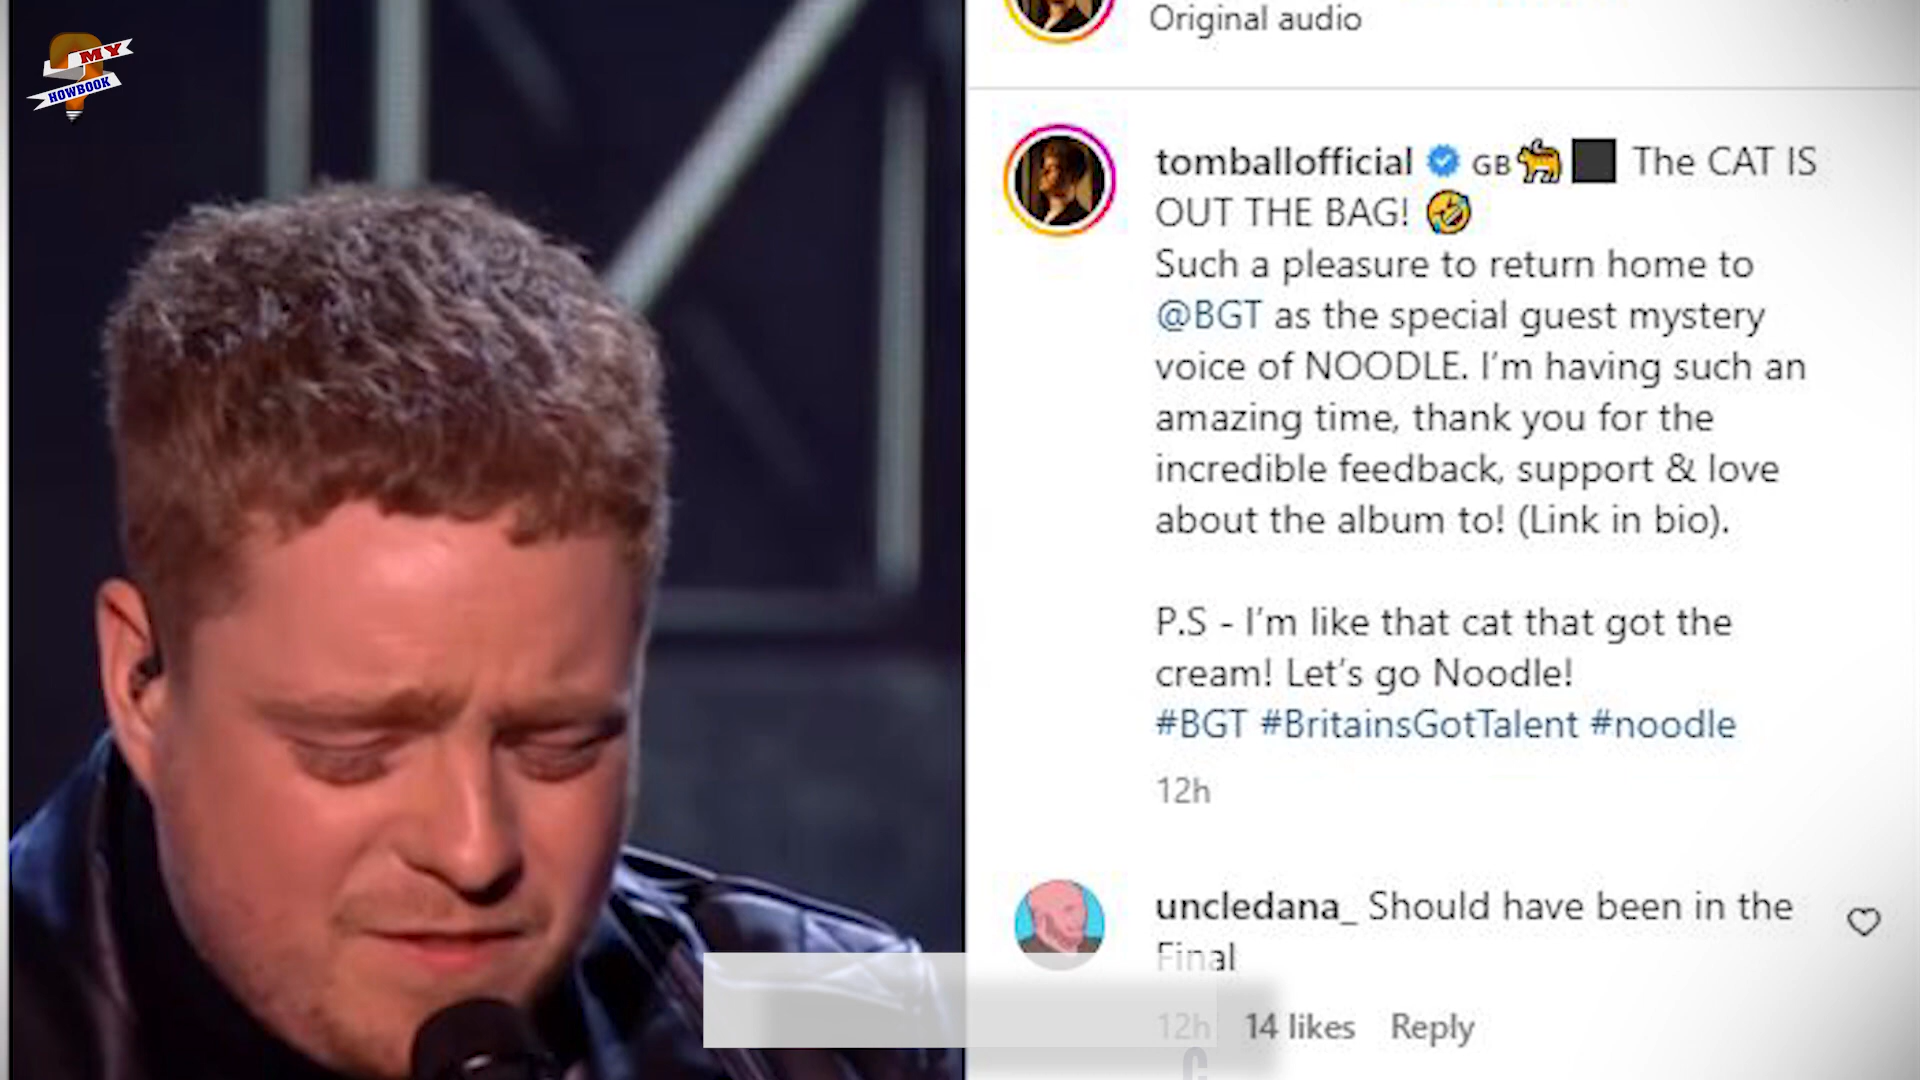 MY
HOWBOOK
Original audio
tomballofficial GB🐅⬛ The CAT IS
OUT THE BAG! 🤣
Such a pleasure to return home to
@BGT as the special guest mystery
voice of NOODLE. I’m having such an
amazing time, thank you for the
incredible feedback, support & love
about the album to! (Link in bio).
P.S - I’m like that cat that got the
cream! Let’s go Noodle!
#BGT #BritainsGotTalent #noodle
12h
uncledana_ Should have been in the
Final
12h 14 likes Reply